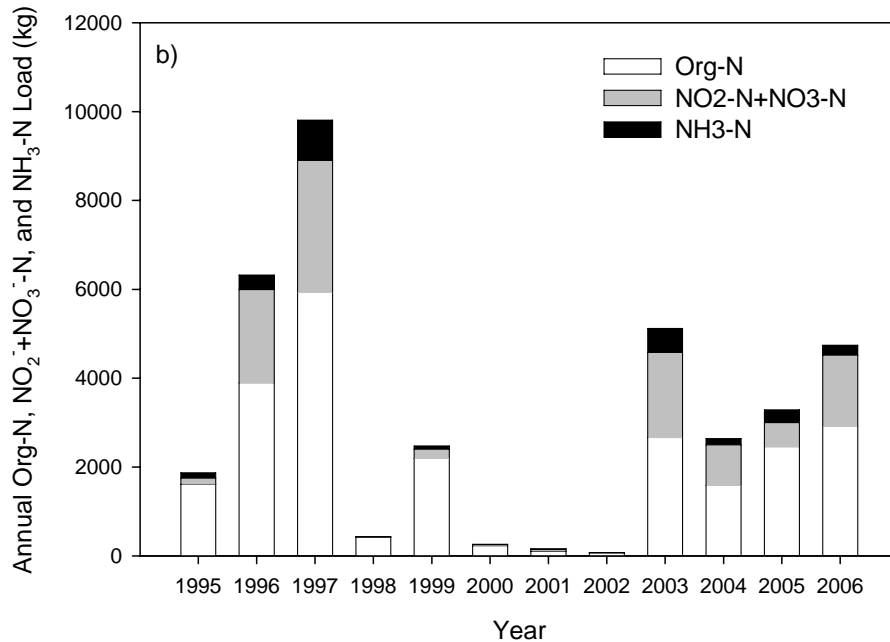 Annual Org-N, NO₂⁻+NO₃⁻-N, and NH₃-N Load (kg)
12000
10000
8000
6000
4000
2000
0
b)
Org-N
NO2-N+NO3-N
NH3-N
1995 1996 1997 1998 1999 2000 2001 2002 2003 2004 2005 2006
Year